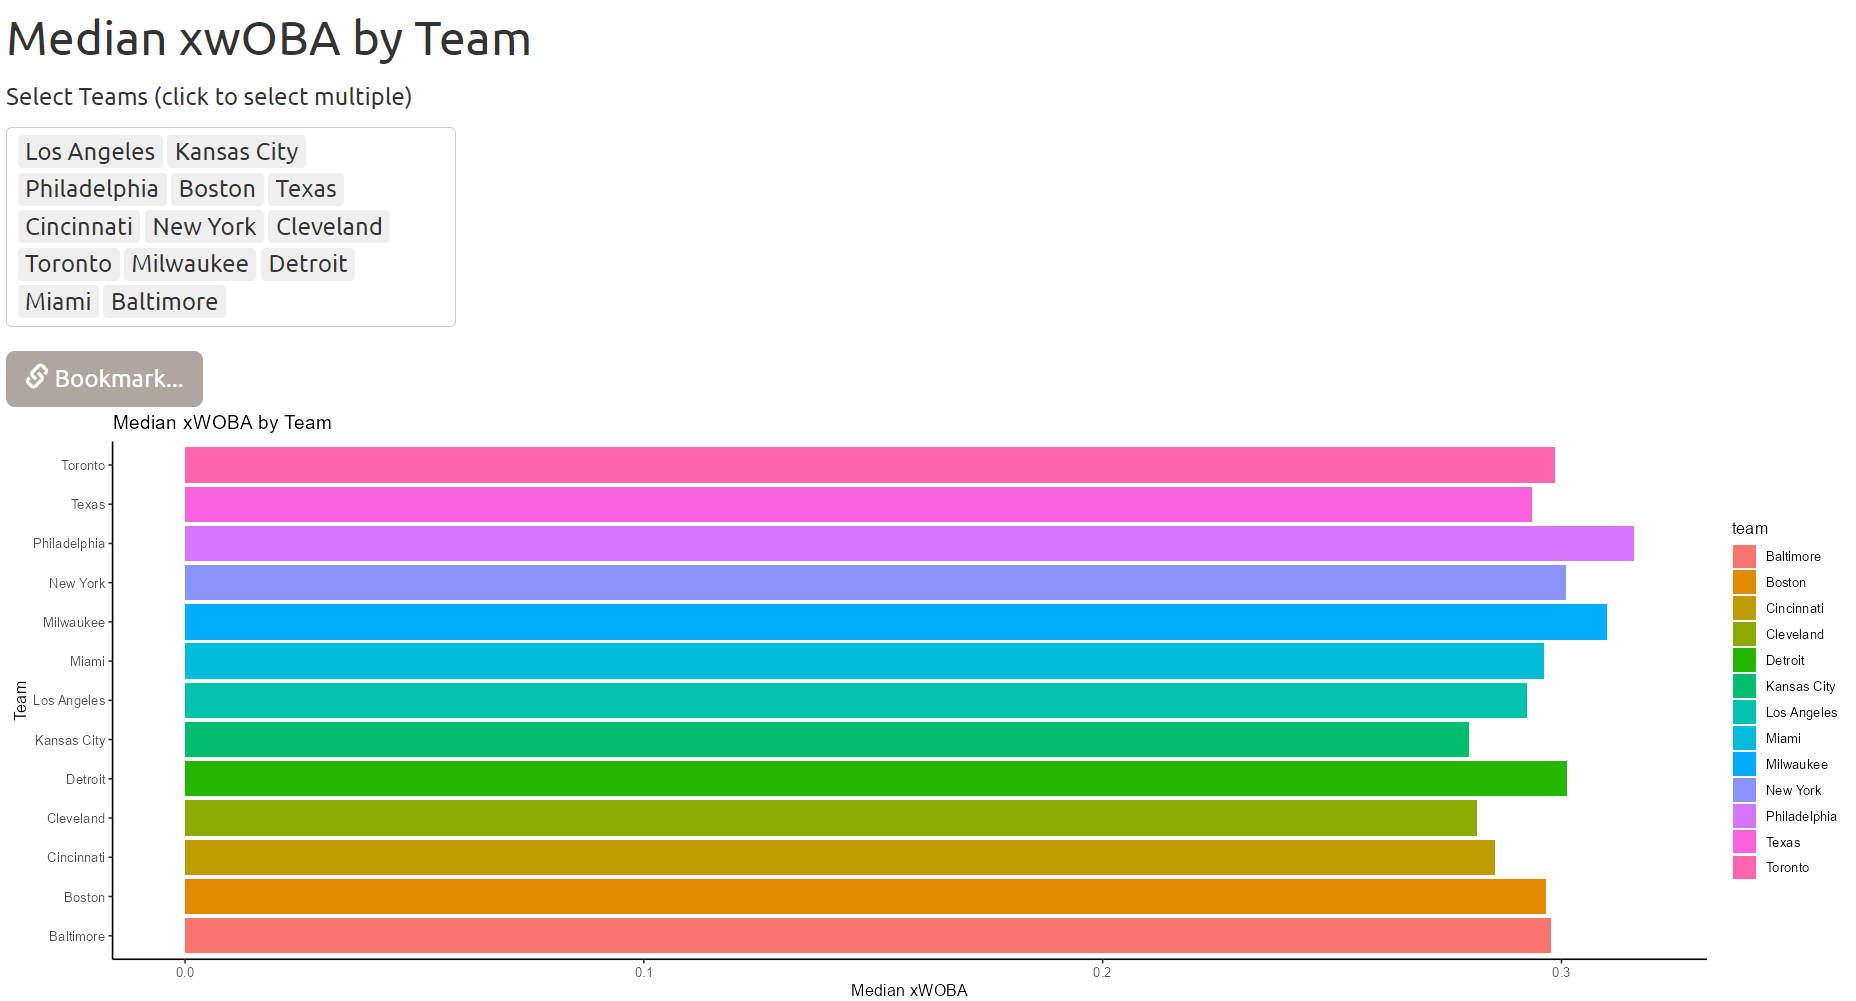 Median xwOBA by Team
Select Teams (click to select multiple)
Los Angeles Kansas City
Philadelphia Boston Texas
Cincinnati New York Cleveland
Toronto Milwaukee Detroit
Miami Baltimore
Bookmark...
Median xWOBA by Team
Team
Toronto
Texas
Philadelphia
New York
Milwaukee
Miami
Los Angeles
Kansas City
Detroit
Cleveland
Cincinnati
Boston
Baltimore
0.0 0.1 0.2 0.3
Median xWOBA
team
Baltimore
Boston
Cincinnati
Cleveland
Detroit
Kansas City
Los Angeles
Miami
Milwaukee
New York
Philadelphia
Texas
Toronto